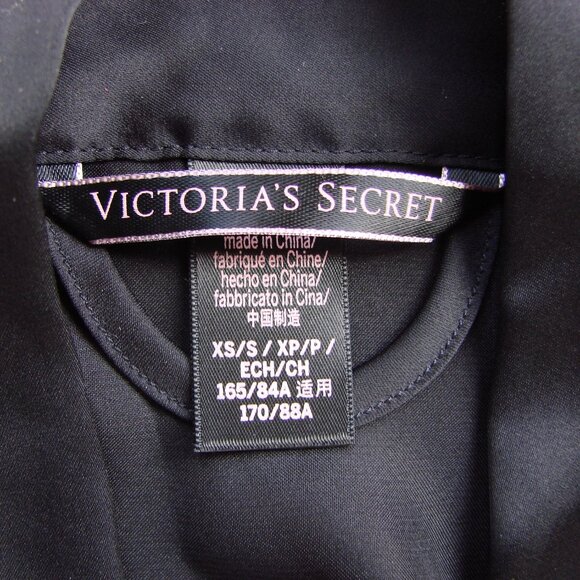 VICTORIA'S SECRET
made in China/
fabriqué en Chine/
hecho en China/
fabbricato in Cina/
中国制造
XS/S / XP/P /
ECH/CH
165/84A 适用
170/88A